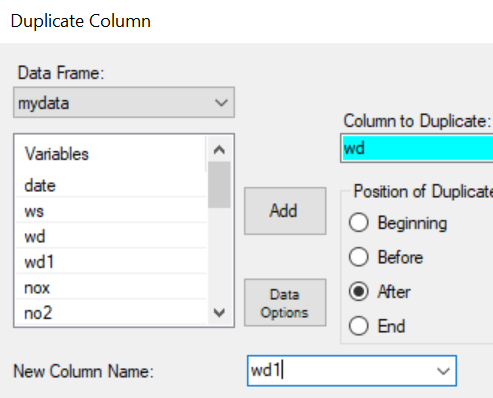 Duplicate Column
Data Frame:
mydata
Column to Duplicate:
wd
Variables
date
ws
wd
wd1
nox
no2
Add
Data
Options
Position of Duplicate
Beginning
Before
After
End
New Column Name:
wd1